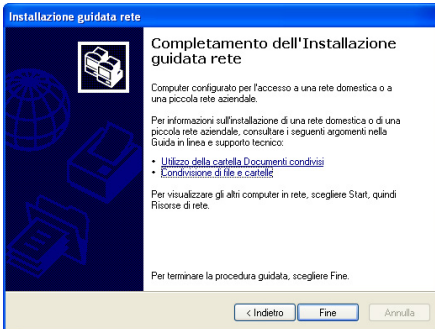 Installazione guidata rete
Completamento dell'Installazione
guidata rete
Computer configurato per l'accesso a una rete domestica o a
una piccola rete aziendale.
Per informazioni sull'installazione di una rete domestica o di una
piccola rete aziendale, consultare i seguenti argomenti nella
Guida in linea e supporto tecnico:
• Utilizzo della cartella Documenti condivisi
• Condivisione di file e cartelle
Per visualizzare gli altri computer in rete, scegliere Start, quindi
Risorse di rete.
Per terminare la procedura guidata, scegliere Fine.
< Indietro Fine Annulla